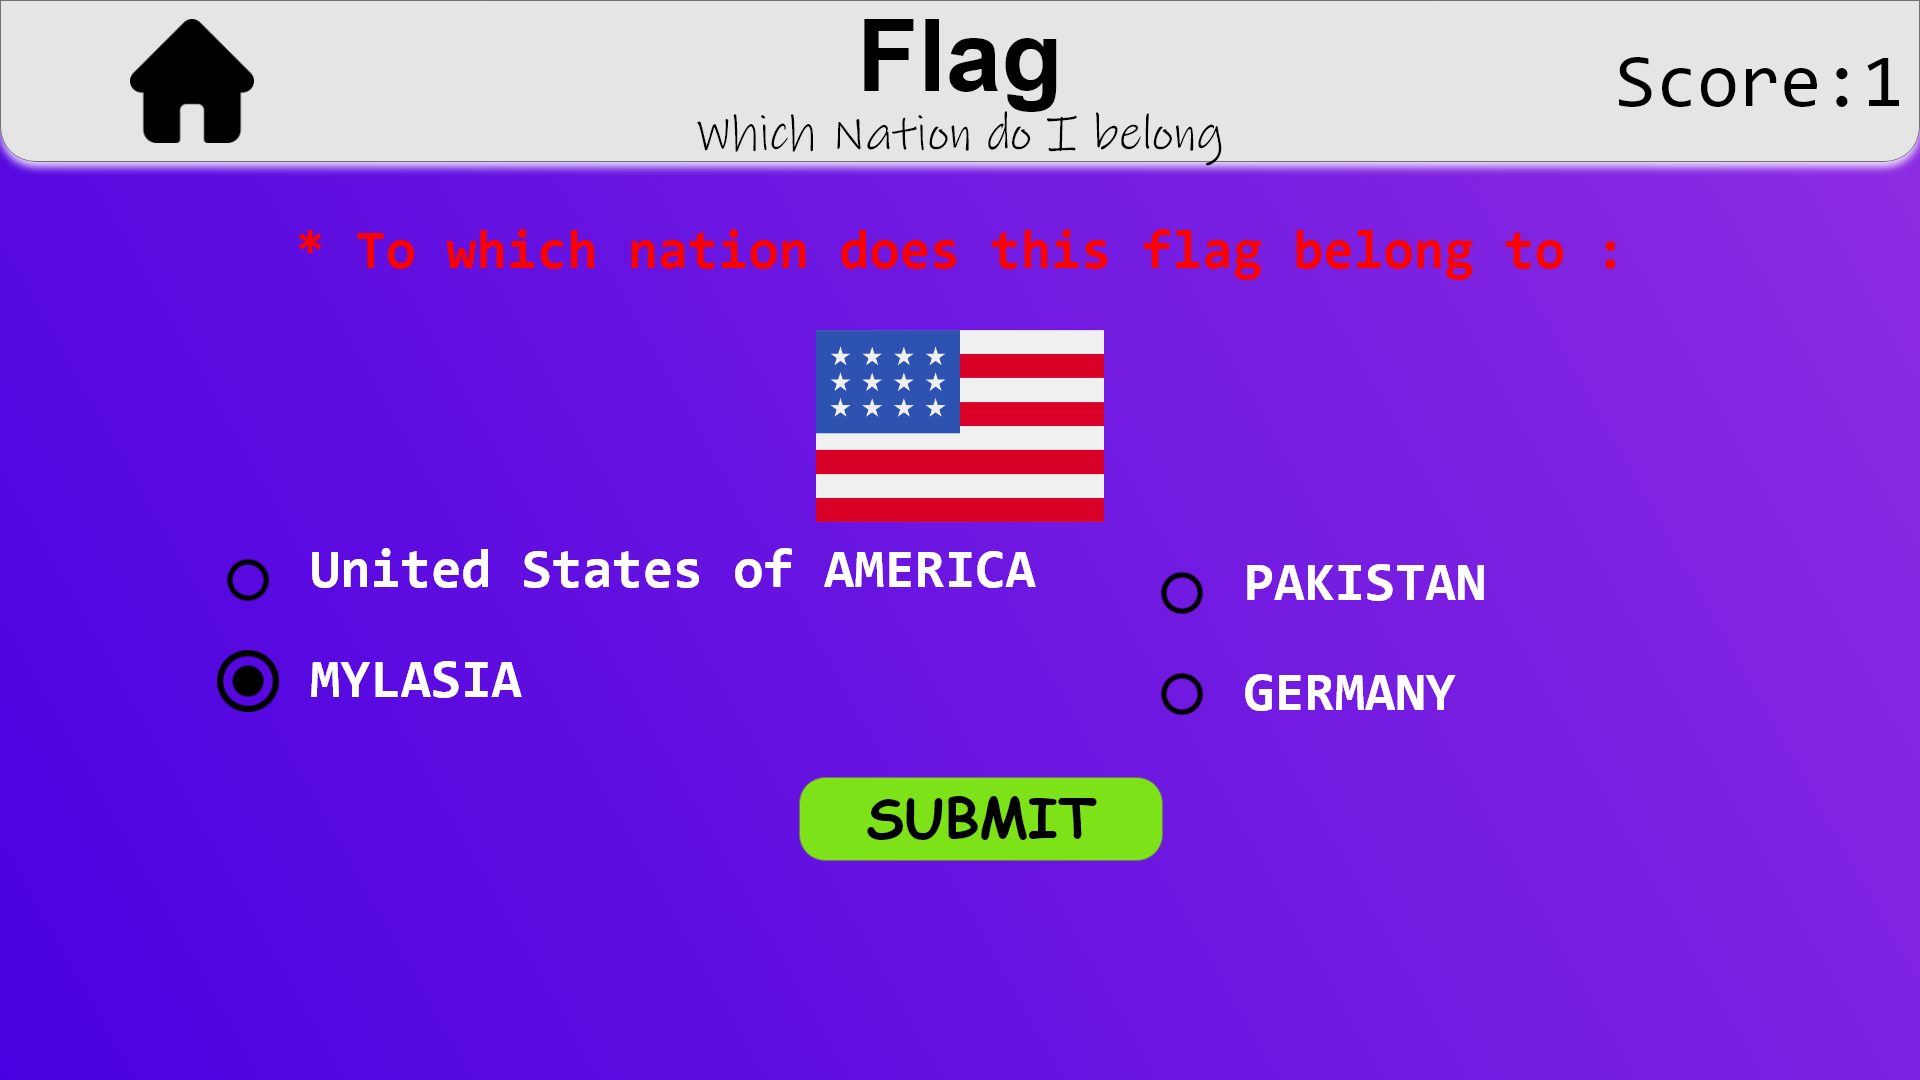 Flag
Which Nation do I belong
Score:1
* To which nation does this flag belong to :
United States of AMERICA
PAKISTAN
MYLASIA
GERMANY
SUBMIT